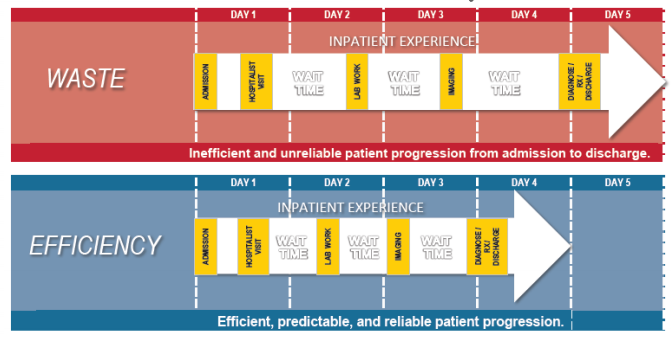 DAY 1 DAY 2 DAY 3 DAY 4 DAY 5
INPATIENT EXPERIENCE
WASTE
ADMISSION
HOSPITALIST
VISIT
WAIT
TIME
LAB WORK
WAIT
TIME
IMAGING
WAIT
TIME
DIAGNOSE /
RX /
DISCHARGE
Inefficient and unreliable patient progression from admission to discharge.
DAY 1 DAY 2 DAY 3 DAY 4 DAY 5
INPATIENT EXPERIENCE
EFFICIENCY
ADMISSION
HOSPITALIST
VISIT
WAIT
TIME
LAB WORK
WAIT
TIME
IMAGING
WAIT
TIME
DIAGNOSE /
RX/
DISCHARGE
Efficient, predictable, and reliable patient progression.